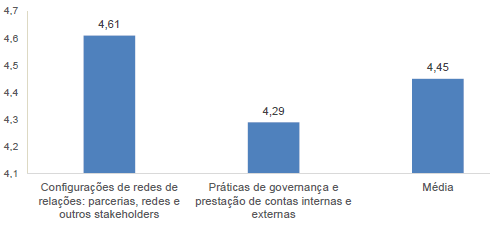 4,7
4,6
4,5
4,4
4,3
4,2
4,1
4,61
4,29
4,45
Configurações de redes de
relações: parcerias, redes e
outros stakeholders
Práticas de governança e
prestação de contas internas e
externas
Média